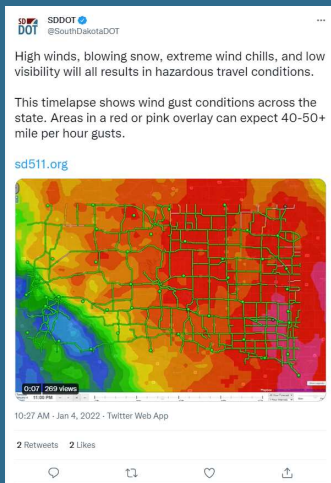 SD
DOT
SDDOT
@SouthDakotaDOT
High winds, blowing snow, extreme wind chills, and low
visibility will all results in hazardous travel conditions.
This timelapse shows wind gust conditions across the
state. Areas in a red or pink overlay can expect 40-50+
mile per hour gusts.
sd511.org
0:07 269 views
11:00 PM
10:27 AM · Jan 4, 2022 · Twitter Web App
2 Retweets 2 Likes